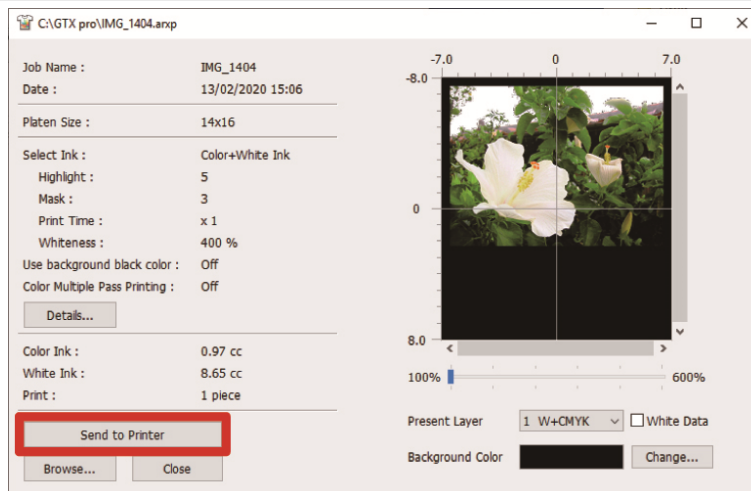 C:\GTX pro\IMG_1404.arxp
Job Name : IMG_1404
Date : 13/02/2020 15:06
Platen Size : 14x16
Select Ink : Color+White Ink
Highlight : 5
Mask : 3
Print Time : x 1
Whiteness : 400 %
Use background black color : Off
Color Multiple Pass Printing : Off
Details...
Color Ink : 0.97 cc
White Ink : 8.65 cc
Print : 1 piece
Send to Printer
Browse... Close
-7.0 0 7.0
-8.0
0
8.0
100% 600%
Present Layer 1 W+CMYK White Data
Background Color Change...